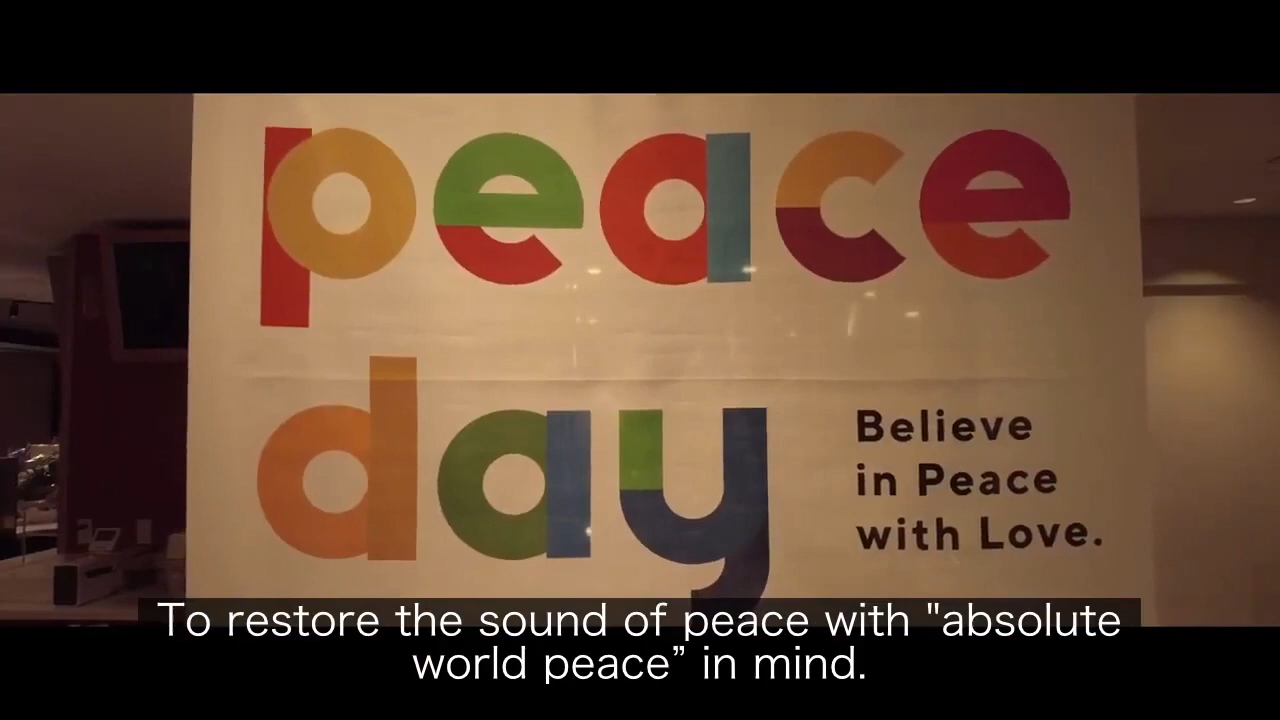 peace
day
Believe
in Peace
with Love.
To restore the sound of peace with "absolute
world peace” in mind.